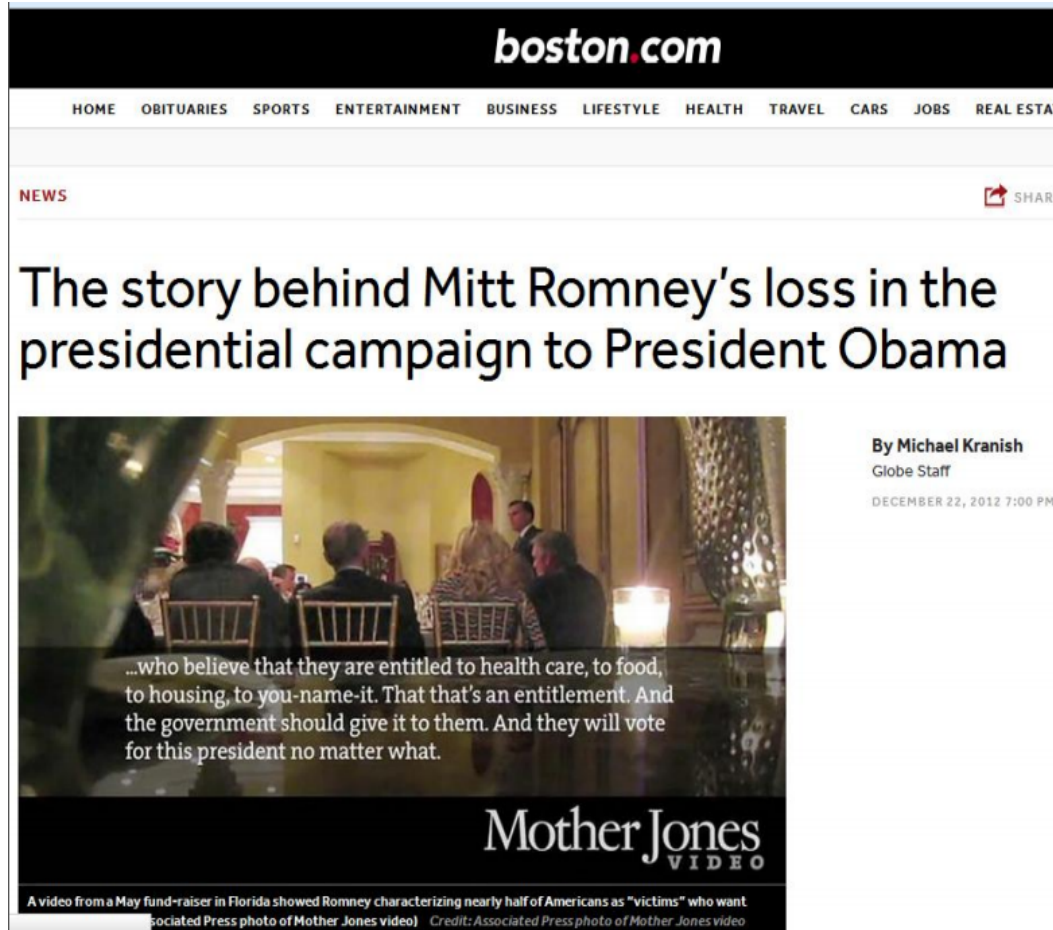 boston.com
HOME OBITUARIES SPORTS ENTERTAINMENT BUSINESS LIFESTYLE HEALTH TRAVEL CARS JOBS REAL ESTA
NEWS
SHAR
The story behind Mitt Romney's loss in the
presidential campaign to President Obama
By Michael Kranish
Globe Staff
DECEMBER 22, 2012 7:00 PM
...who believe that they are entitled to health care, to food,
to housing, to you-name-it. That that's an entitlement. And
the government should give it to them. And they will vote
for this president no matter what.
Mother Jones
VIDEO
A video from a May fund-raiser in Florida showed Romney characterizing nearly half of Americans as "victims" who want
sociated Press photo of Mother Jones video) Credit: Associated Press photo of Mother Jones video